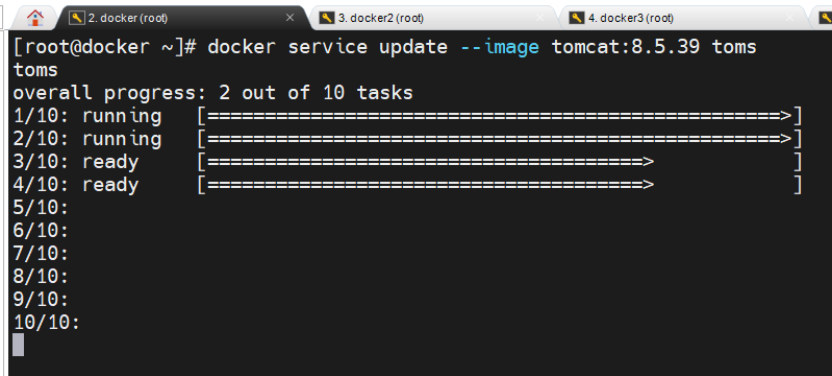 2. docker (root)
3. docker2 (root)
4. docker3 (root)
[root@docker ~]# docker service update --image tomcat:8.5.39 toms
toms
overall progress: 2 out of 10 tasks
1/10: running [==================================================>]
2/10: running [==================================================>]
3/10: ready [======================================> ]
4/10: ready [======================================> ]
5/10:
6/10:
7/10:
8/10:
9/10:
10/10: